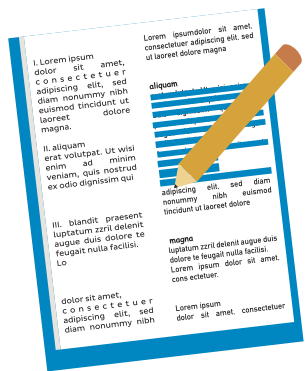 I. Lorem ipsum
dolor sit amet,
consectetuer
adipiscing elit, sed
diam nonummy nibh
euismod tincidunt ut
laoreet dolore
magna.
II. aliquam
erat volutpat. Ut wisi
enim ad minim
veniam, quis nostrud
ex odio dignissim qui
III. blandit praesent
luptatum zzril delenit
augue duis dolore te
feugait nulla facilisi.
Lo
dolor sit amet,
consectetuer
adipiscing elit, sed
diam nonummy nibh
Lorem ipsumdolor sit amet,
consectetuer adipiscing elit, sed
ut laoreet dolore magna
aliquam
adipiscing elit, sed diam
nonummy nibh euismod
tincidunt ut laoreet dolore
magna
luptatum zzril delenit augue duis
dolore te feugait nulla facilisi.
Lorem ipsum dolor sit amet,
cons ectetuer.
Lorem ipsum
dolor sit amet, consectetuer